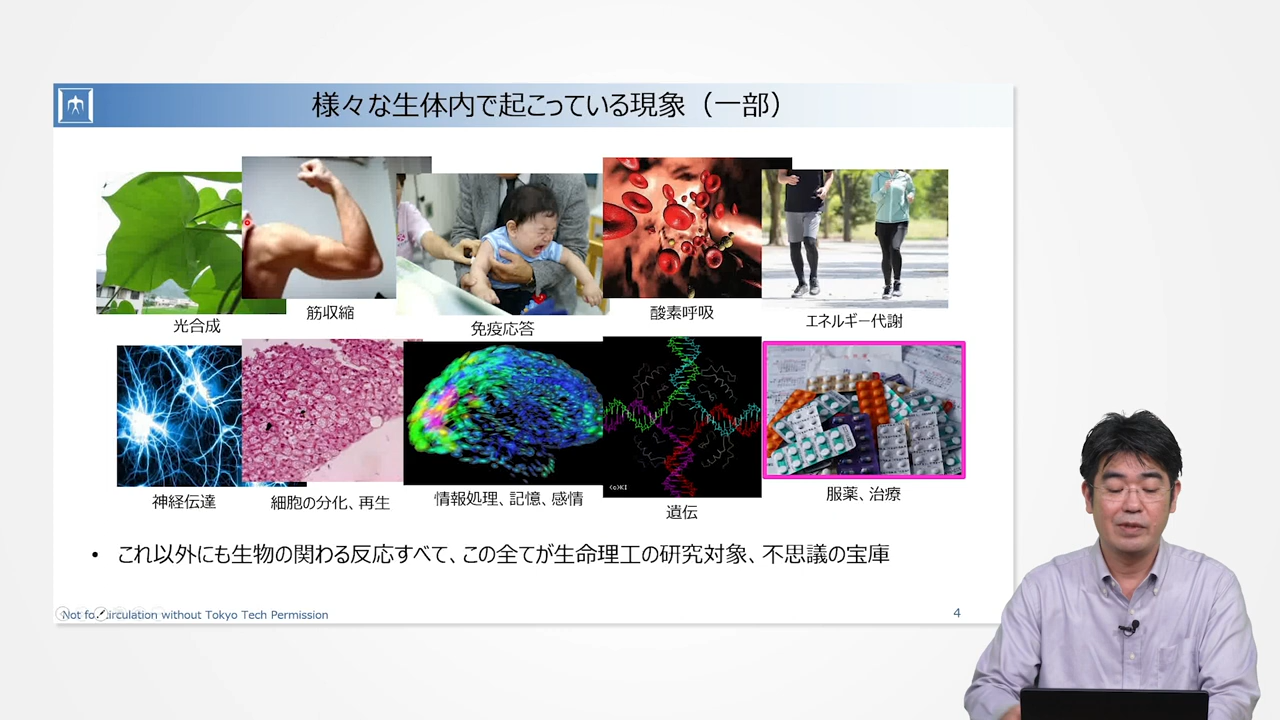 様々な生体内で起こっている現象（一部）
光合成
筋収縮
免疫応答
酸素呼吸
エネルギー代謝
神経伝達
細胞の分化、再生
情報処理、記憶、感情
(c)KI
遺伝
服薬、治療
• これ以外にも生物の関わる反応すべて、この全てが生命理工の研究対象、不思議の宝庫
Not for circulation without Tokyo Tech Permission
4